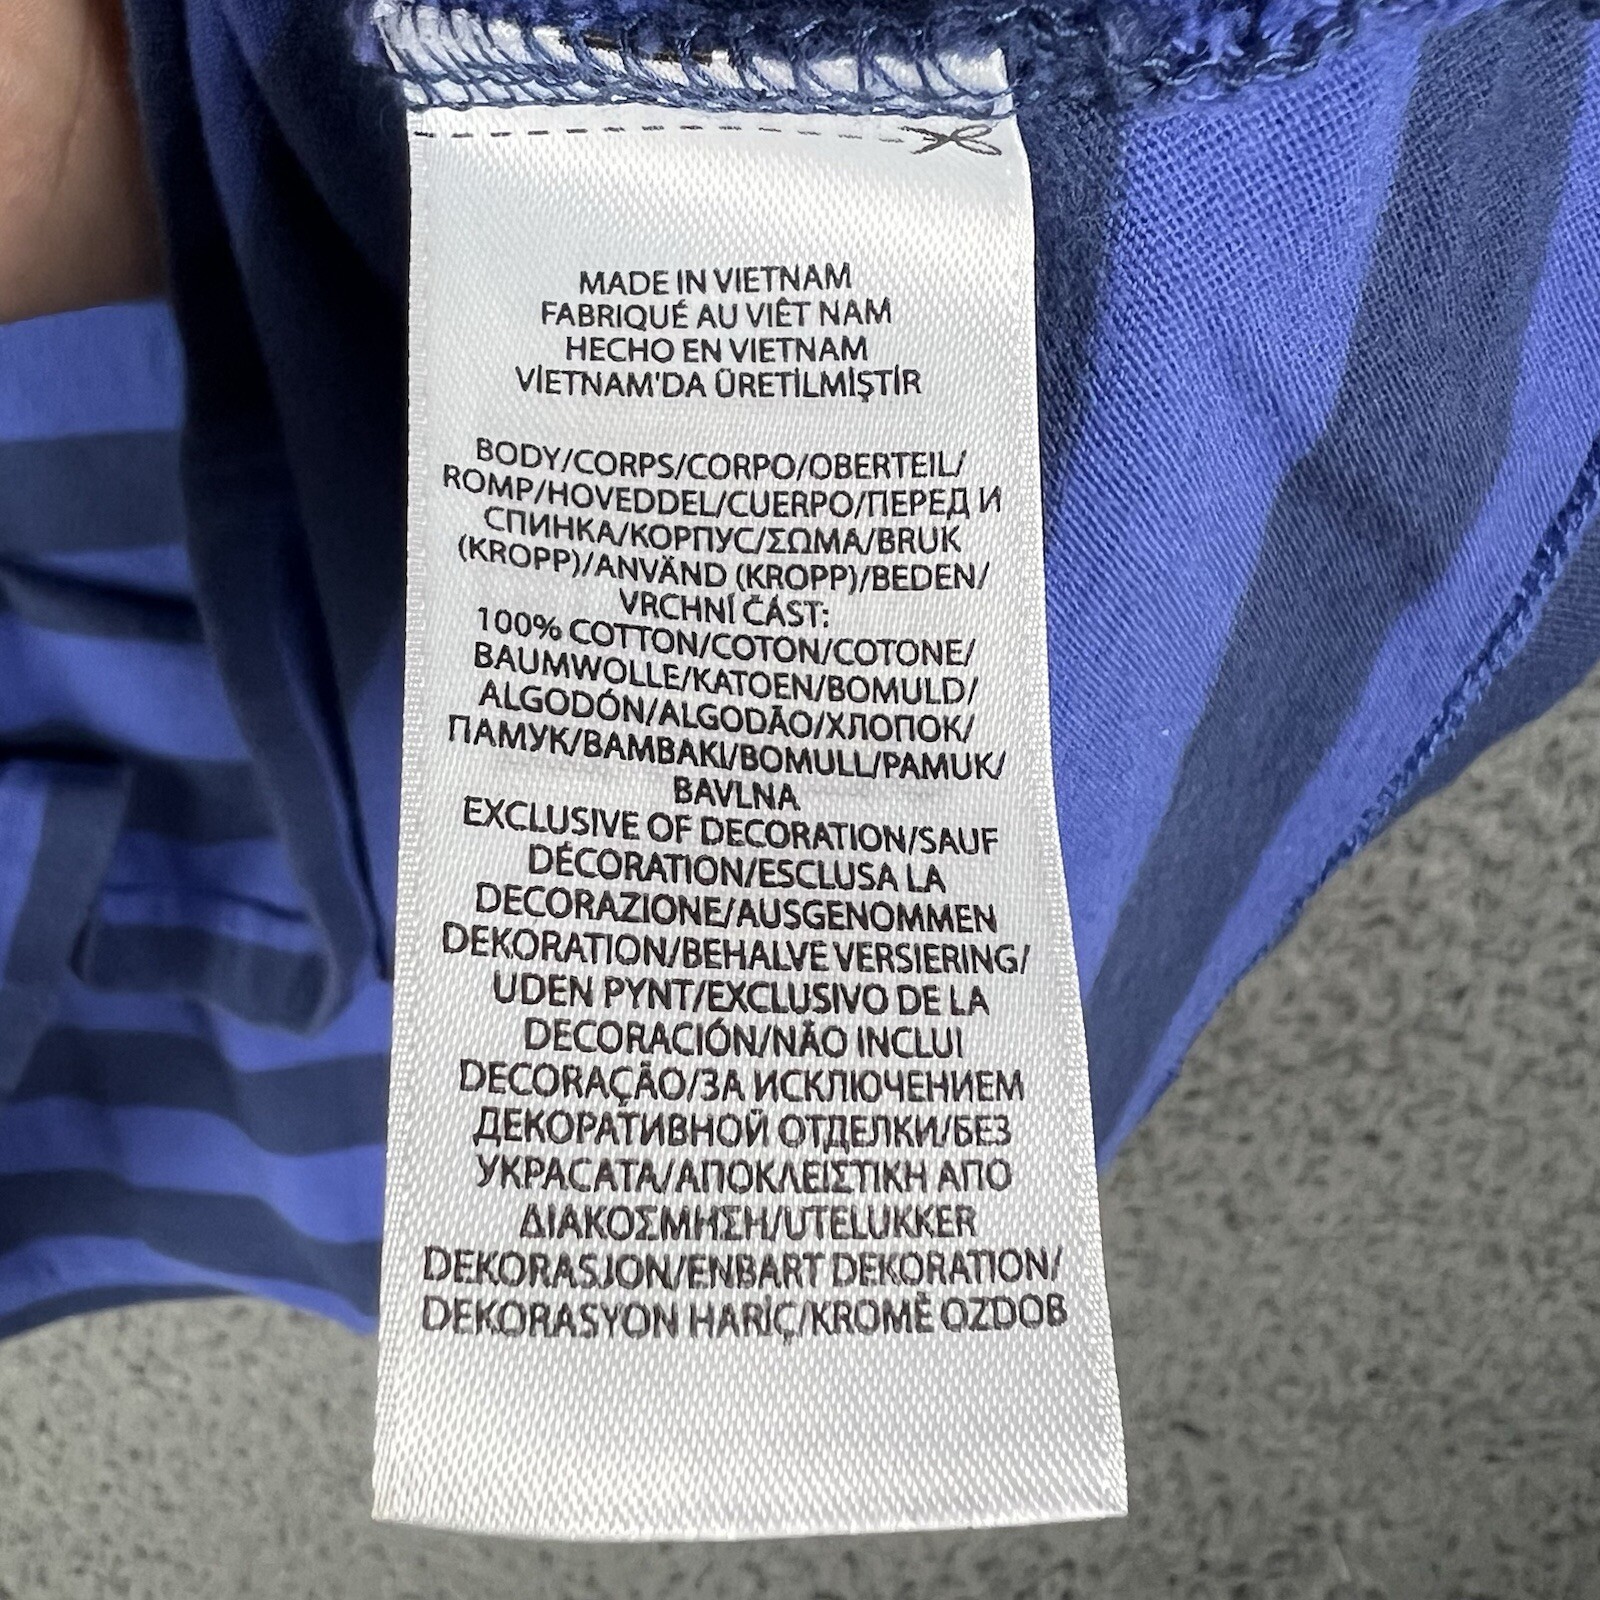 MADE IN VIETNAM
FABRIQUÉ AU VIÊT NAM
HECHO EN VIETNAM
VİETNAM'DA ÜRETİLMİŞTİR
BODY/CORPS/CORPO/OBERTEIL/
ROMP/HOVEDDEL/CUERPO/ПЕРЕД И
СПИНКА/КОРПУС/ΣΩΜΑ/BRUK
(KROPP)/ANVÄND (KROPP)/BEDEN/
VRCHNÍ ČÁST:
100% COTTON/COTON/COTONE/
BAUMWOLLE/KATOEN/BOMULD/
ALGODÓN/ALGODÃO/ХЛОПОК/
ПАМУК/ΒΑΜΒΑΚΙ/BOMULL/PAMUK/
BAVLNA
EXCLUSIVE OF DECORATION/SAUF
DÉCORATION/ESCLUSA LA
DECORAZIONE/AUSGENOMMEN
DEKORATION/BEHALVE VERSIERING/
UDEN PYNT/EXCLUSIVO DE LA
DECORACIÓN/NÃO INCLUI
DECORAÇÃO/ЗА ИСКЛЮЧЕНИЕМ
ДЕКОРАТИВНОЙ ОТДЕЛКИ/БЕЗ
УКРАСАТА/ΑΠΟΚΛΕΙΣΤΙΚΗ ΑΠΟ
ΔΙΑΚΟΣΜΗΣΗ/UTELUKKER
DEKORASJON/ENBART DEKORATION/
DEKORASYON HARİÇ/KROMĚ OZDOB